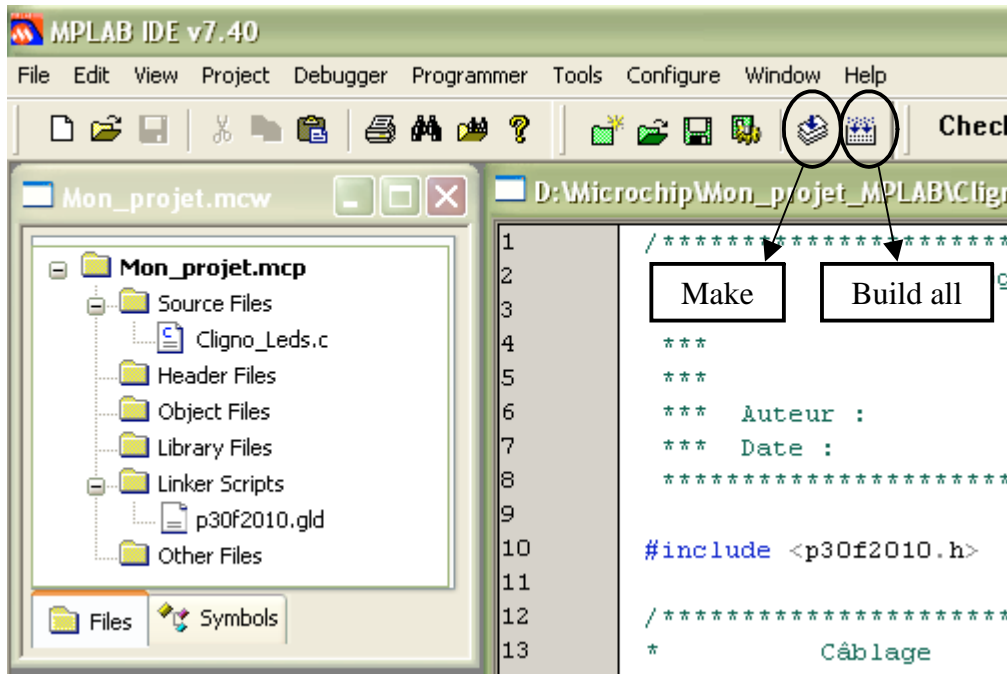 MPLAB IDE v7.40
File Edit View Project Debugger Programmer Tools Configure Window Help
Mon_projet.mcw
Mon_projet.mcp
Source Files
Cligno_Leds.c
Header Files
Object Files
Library Files
Linker Scripts
p30f2010.gld
Other Files
Files Symbols
D:\Microchip\Mon_projet_MPLAB\Clign
1 /**********************
2
3
4 ***
5 ***
6 *** Auteur :
7 *** Date :
8 **********************
9
10 #include <p30f2010.h>
11
12 /**********************
13 * Câblage
Make
Build all